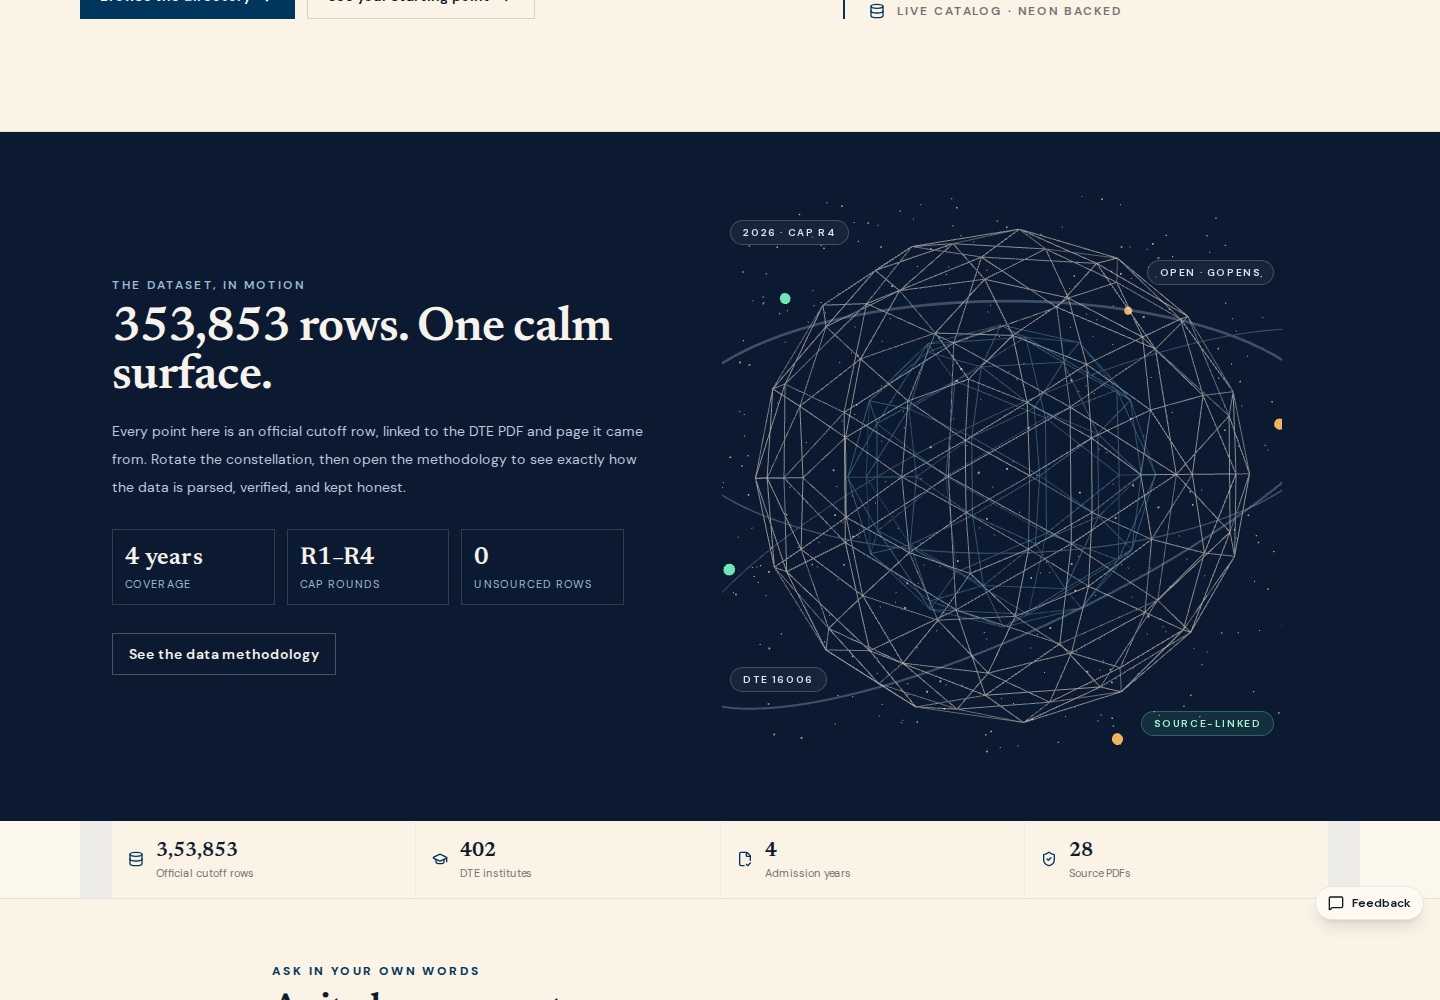 LIVE CATALOG · NEON BACKED
THE DATASET, IN MOTION
353,853 rows. One calm
surface.
Every point here is an official cutoff row, linked to the DTE PDF and page it came
from. Rotate the constellation, then open the methodology to see exactly how
the data is parsed, verified, and kept honest.
4 years
COVERAGE
R1–R4
CAP ROUNDS
0
UNSOURCED ROWS
See the data methodology
2026 · CAP R4
OPEN · GOPENS
DTE 16006
SOURCE-LINKED
3,53,853
Official cutoff rows
402
DTE institutes
4
Admission years
28
Source PDFs
Feedback
ASK IN YOUR OWN WORDS